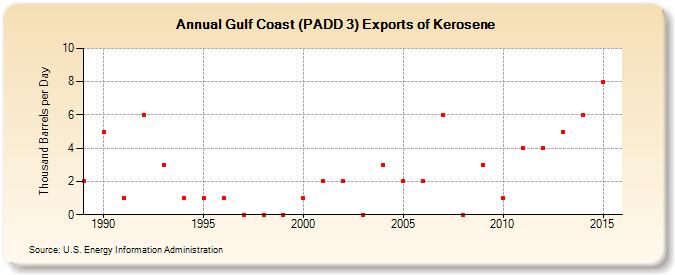 Annual Gulf Coast (PADD 3) Exports of Kerosene
Thousand Barrels per Day
10
8
6
4
2
0
1990 1995 2000 2005 2010 2015
Source: U.S. Energy Information Administration